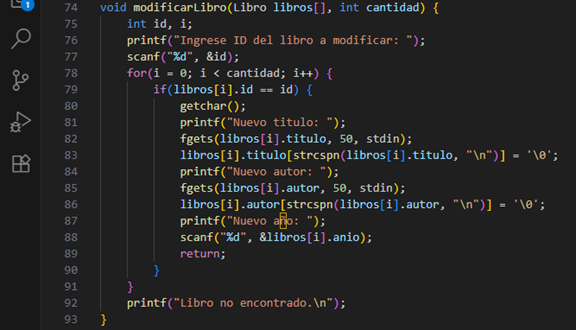 1
74 void modificarLibro(Libro libros[], int cantidad) {
75     int id, i;
76     printf("Ingrese ID del libro a modificar: ");
77     scanf("%d", &id);
78     for(i = 0; i < cantidad; i++) {
79         if(libros[i].id == id) {
80             getchar();
81             printf("Nuevo titulo: ");
82             fgets(libros[i].titulo, 50, stdin);
83             libros[i].titulo[strcspn(libros[i].titulo, "\n")] = '\0';
84             printf("Nuevo autor: ");
85             fgets(libros[i].autor, 50, stdin);
86             libros[i].autor[strcspn(libros[i].autor, "\n")] = '\0';
87             printf("Nuevo año: ");
88             scanf("%d", &libros[i].anio);
89             return;
90         }
91     }
92     printf("Libro no encontrado.\n");
93 }